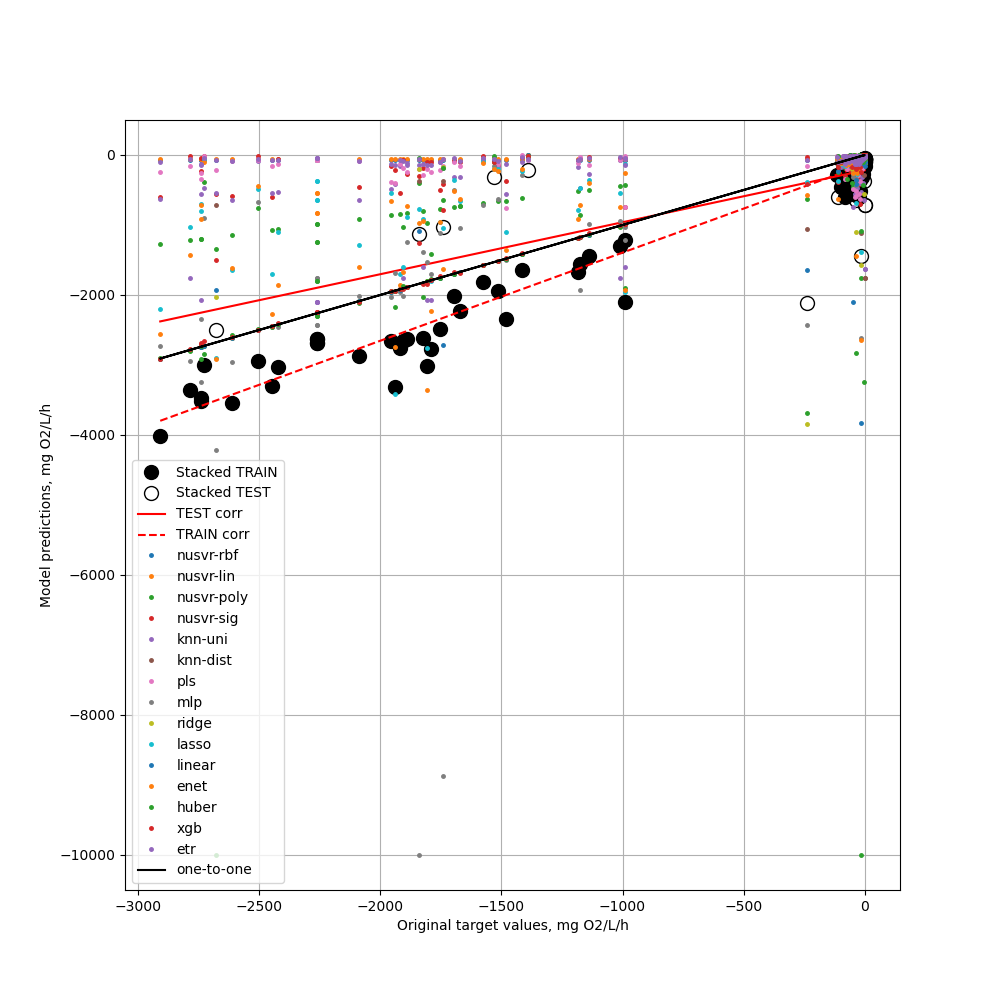 0
−2000
−4000
−6000
−8000
−10000
Model predictions, mg O2/L/h
Stacked TRAIN
Stacked TEST
TEST corr
TRAIN corr
nusvr-rbf
nusvr-lin
nusvr-poly
nusvr-sig
knn-uni
knn-dist
pls
mlp
ridge
lasso
linear
enet
huber
xgb
etr
one-to-one
−3000 −2500 −2000 −1500 −1000 −500 0
Original target values, mg O2/L/h